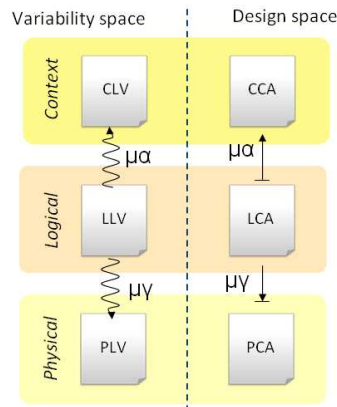 Variability space
Design space
Context
CLV
CCA
μα
μα
Logical
LLV
LCA
μγ
μγ
Physical
PLV
PCA